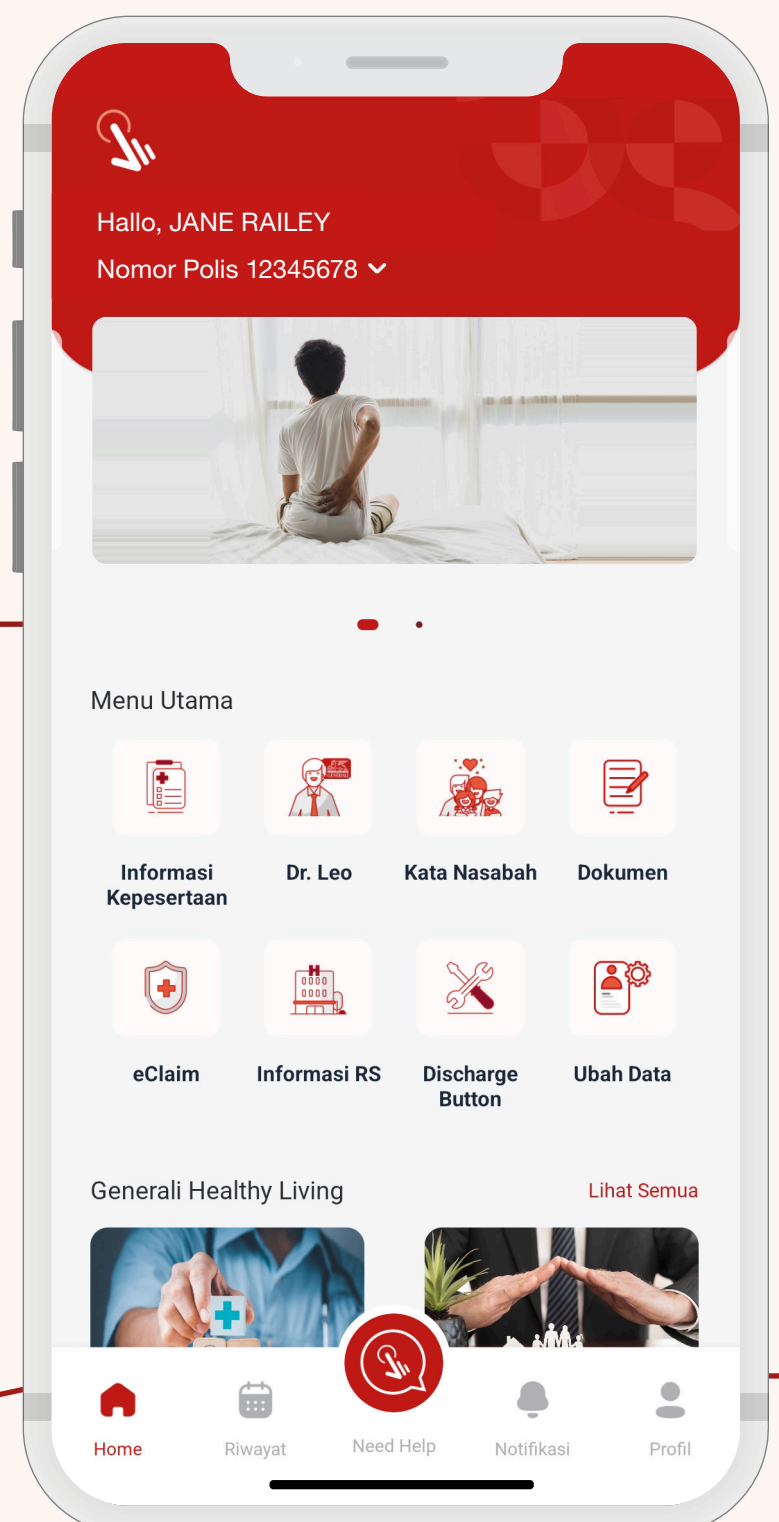 Hallo, JANE RAILEY
Nomor Polis 12345678
Menu Utama
GENERALI
Informasi
Kepesertaan
Dr. Leo
Kata Nasabah
Dokumen
eClaim
Informasi RS
Discharge
Button
Ubah Data
Generali Healthy Living
Lihat Semua
Home
Riwayat
Need Help
Notifikasi
Profil